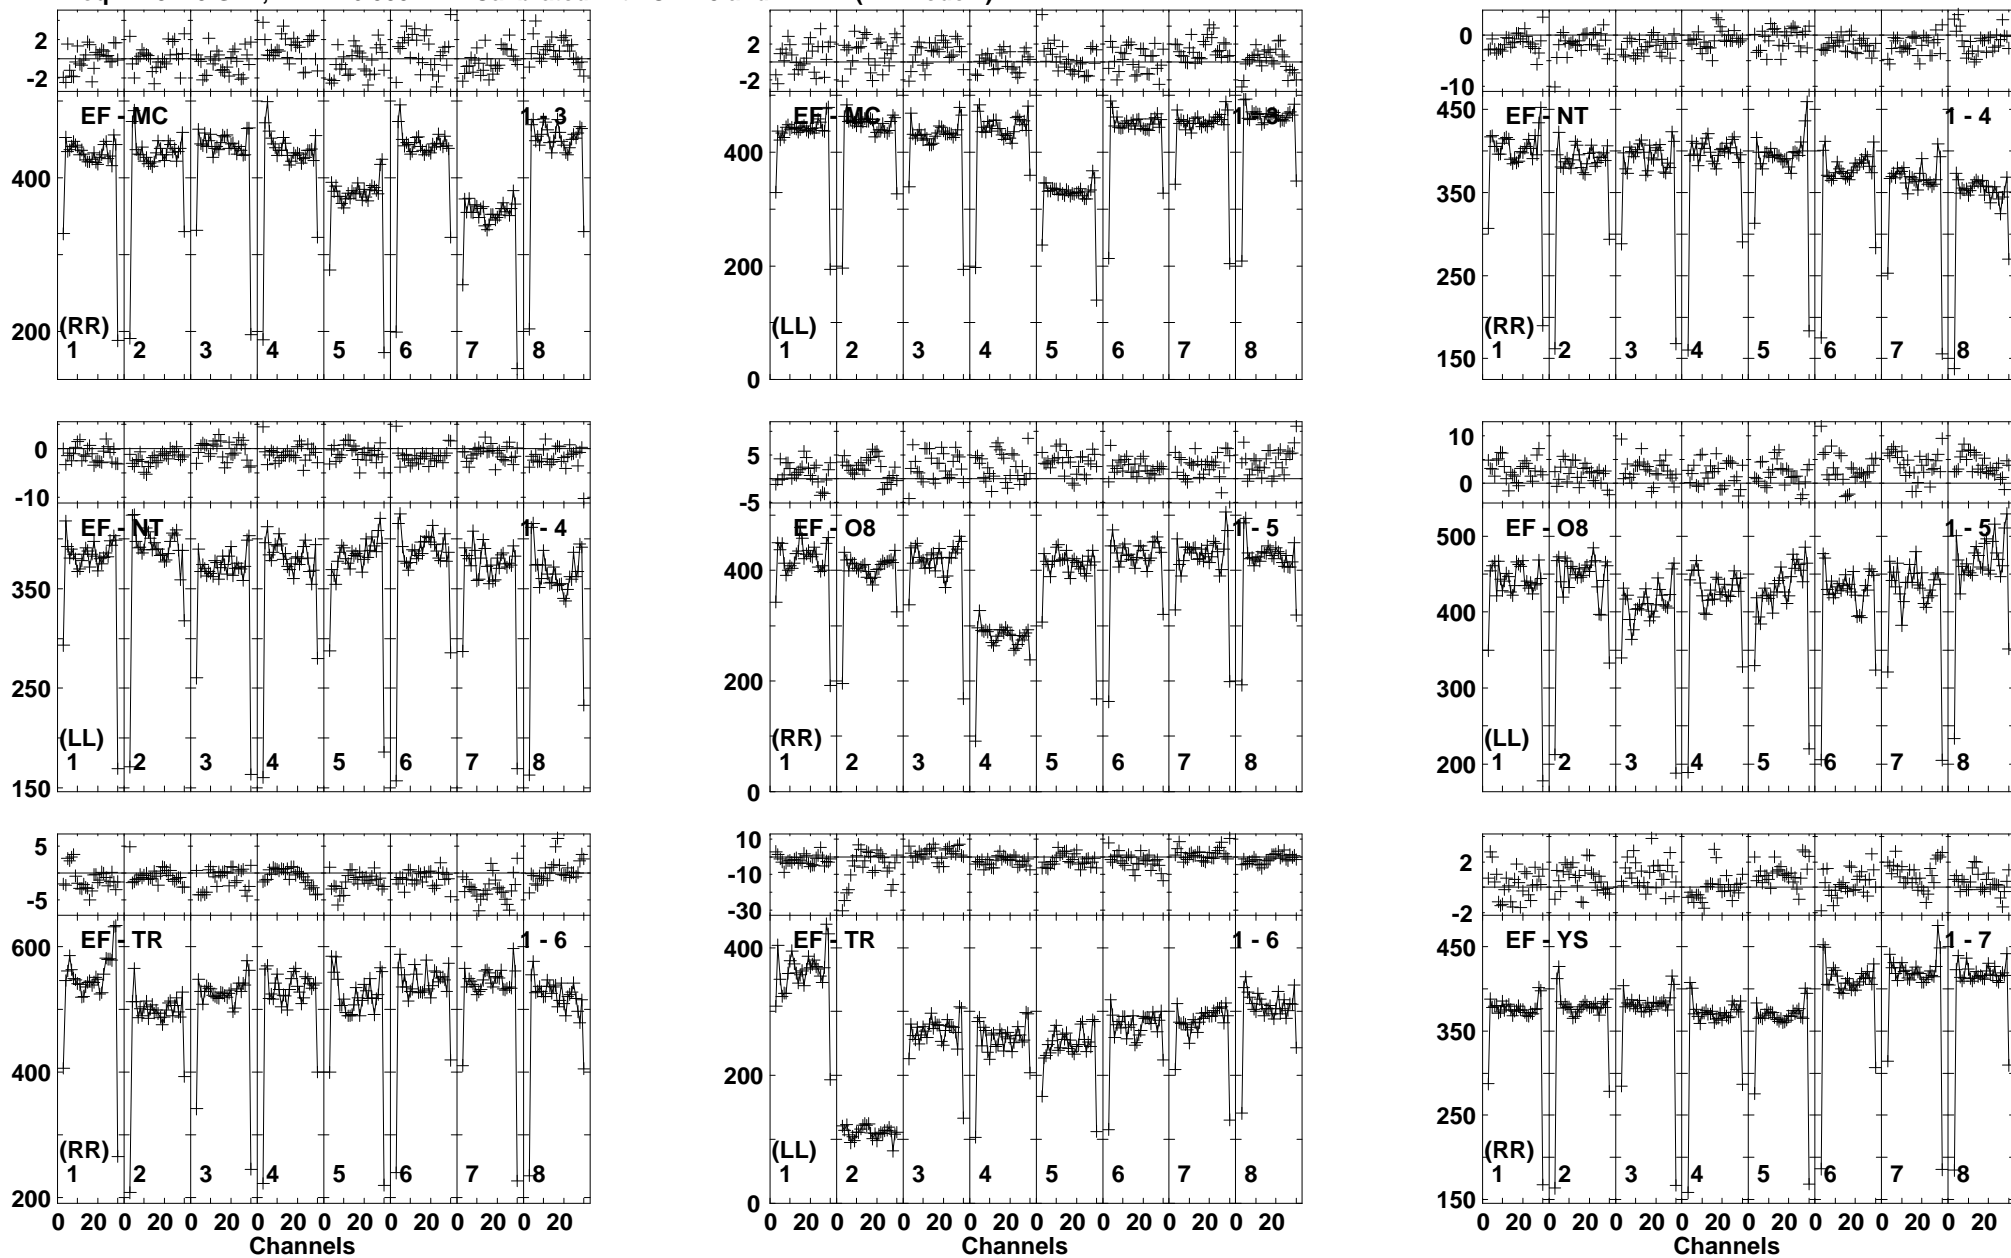 2 -2 2 -2 0 -10
EF - MC 1 - 3 EF - MC 1 - 3 EF - NT 1 - 4
400 200 400 200 0 450 350 250 150
(RR) (LL) (RR)
1 2 3 4 5 6 7 8 1 2 3 4 5 6 7 8 1 2 3 4 5 6 7 8
0 -10 5 -5 10 0
EF - NT 1 - 4 EF - O8 1 - 5 EF - O8 1 - 5
350 250 150 400 200 0 500 400 300 200
(LL) (RR) (LL)
1 2 3 4 5 6 7 8 1 2 3 4 5 6 7 8 1 2 3 4 5 6 7 8
5 -5 10 -10 -30 2 -2
EF - TR 1 - 6 EF - TR 1 - 6 EF - YS 1 - 7
600 400 200 400 200 0 450 350 250 150
(RR) (LL) (RR)
1 2 3 4 5 6 7 8 1 2 3 4 5 6 7 8 1 2 3 4 5 6 7 8
0 20 0 20 0 20 0 20 0 20 0 20 0 20 0 20 0 20 0 20 0 20 0 20 0 20 0 20 0 20 0 20 0 20 0 20 0 20 0 20 0 20 0 20 0 20 0 20
Channels Channels Channels